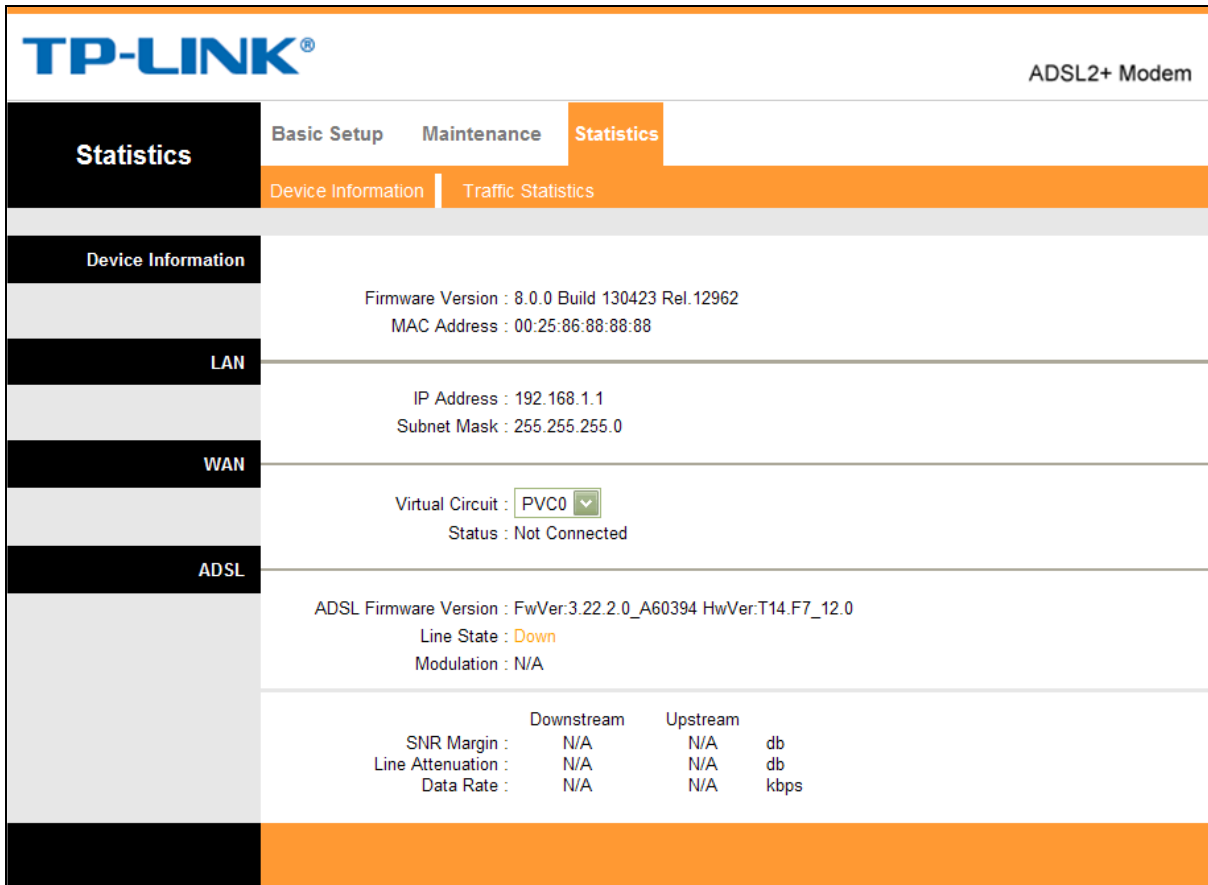 TP-LINK®
ADSL2+ Modem
Statistics
Basic Setup Maintenance Statistics
Device Information Traffic Statistics
Device Information
Firmware Version : 8.0.0 Build 130423 Rel.12962
MAC Address : 00:25:86:88:88:88
LAN
IP Address : 192.168.1.1
Subnet Mask : 255.255.255.0
WAN
Virtual Circuit : PVC0
Status : Not Connected
ADSL
ADSL Firmware Version : FwVer:3.22.2.0_A60394 HwVer:T14.F7_12.0
Line State : Down
Modulation : N/A
Downstream Upstream
SNR Margin : N/A N/A db
Line Attenuation : N/A N/A db
Data Rate : N/A N/A kbps